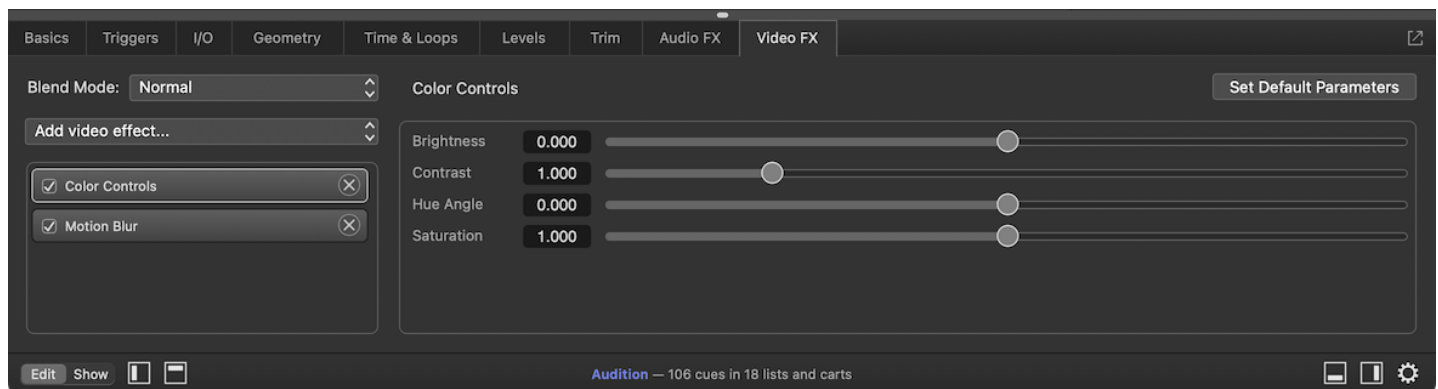 Basics Triggers I/O Geometry Time & Loops Levels Trim Audio FX Video FX
Blend Mode: Normal
Add video effect...
Color Controls
Motion Blur
Color Controls
Set Default Parameters
Brightness 0.000
Contrast 1.000
Hue Angle 0.000
Saturation 1.000
Edit Show
Audition — 106 cues in 18 lists and carts